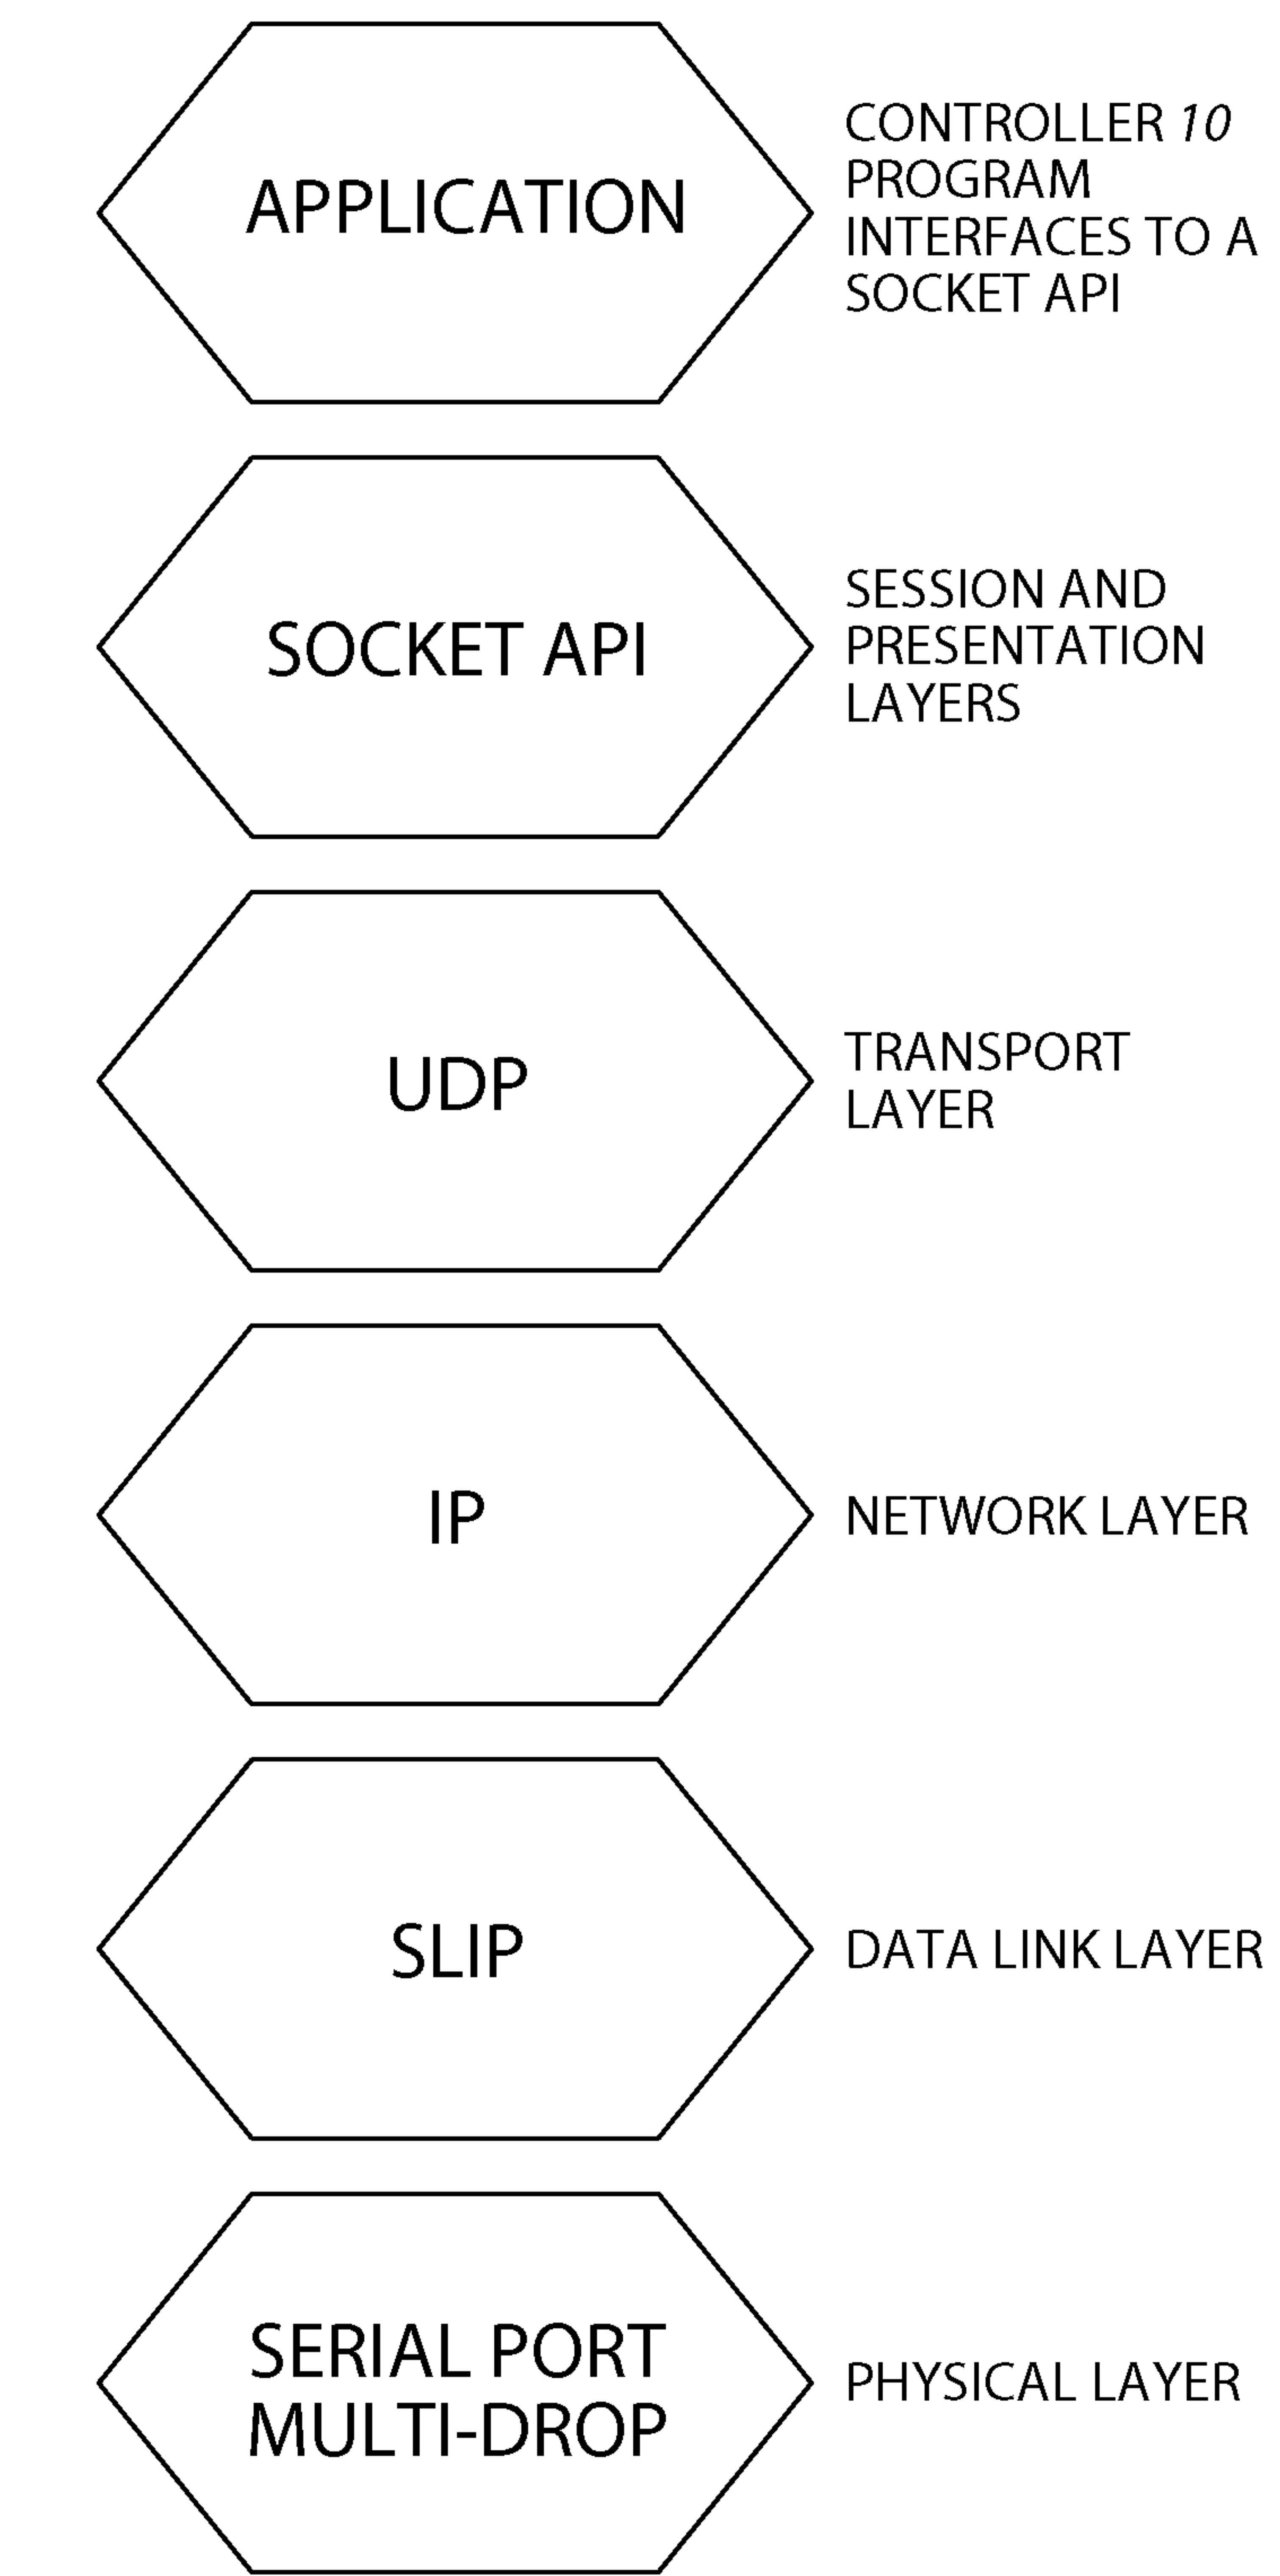 APPLICATION
CONTROLLER 10
PROGRAM
INTERFACES TO A
SOCKET API
SOCKET API
SESSION AND
PRESENTATION
LAYERS
UDP
TRANSPORT
LAYER
IP
NETWORK LAYER
SLIP
DATA LINK LAYER
SERIAL PORT
MULTI-DROP
PHYSICAL LAYER